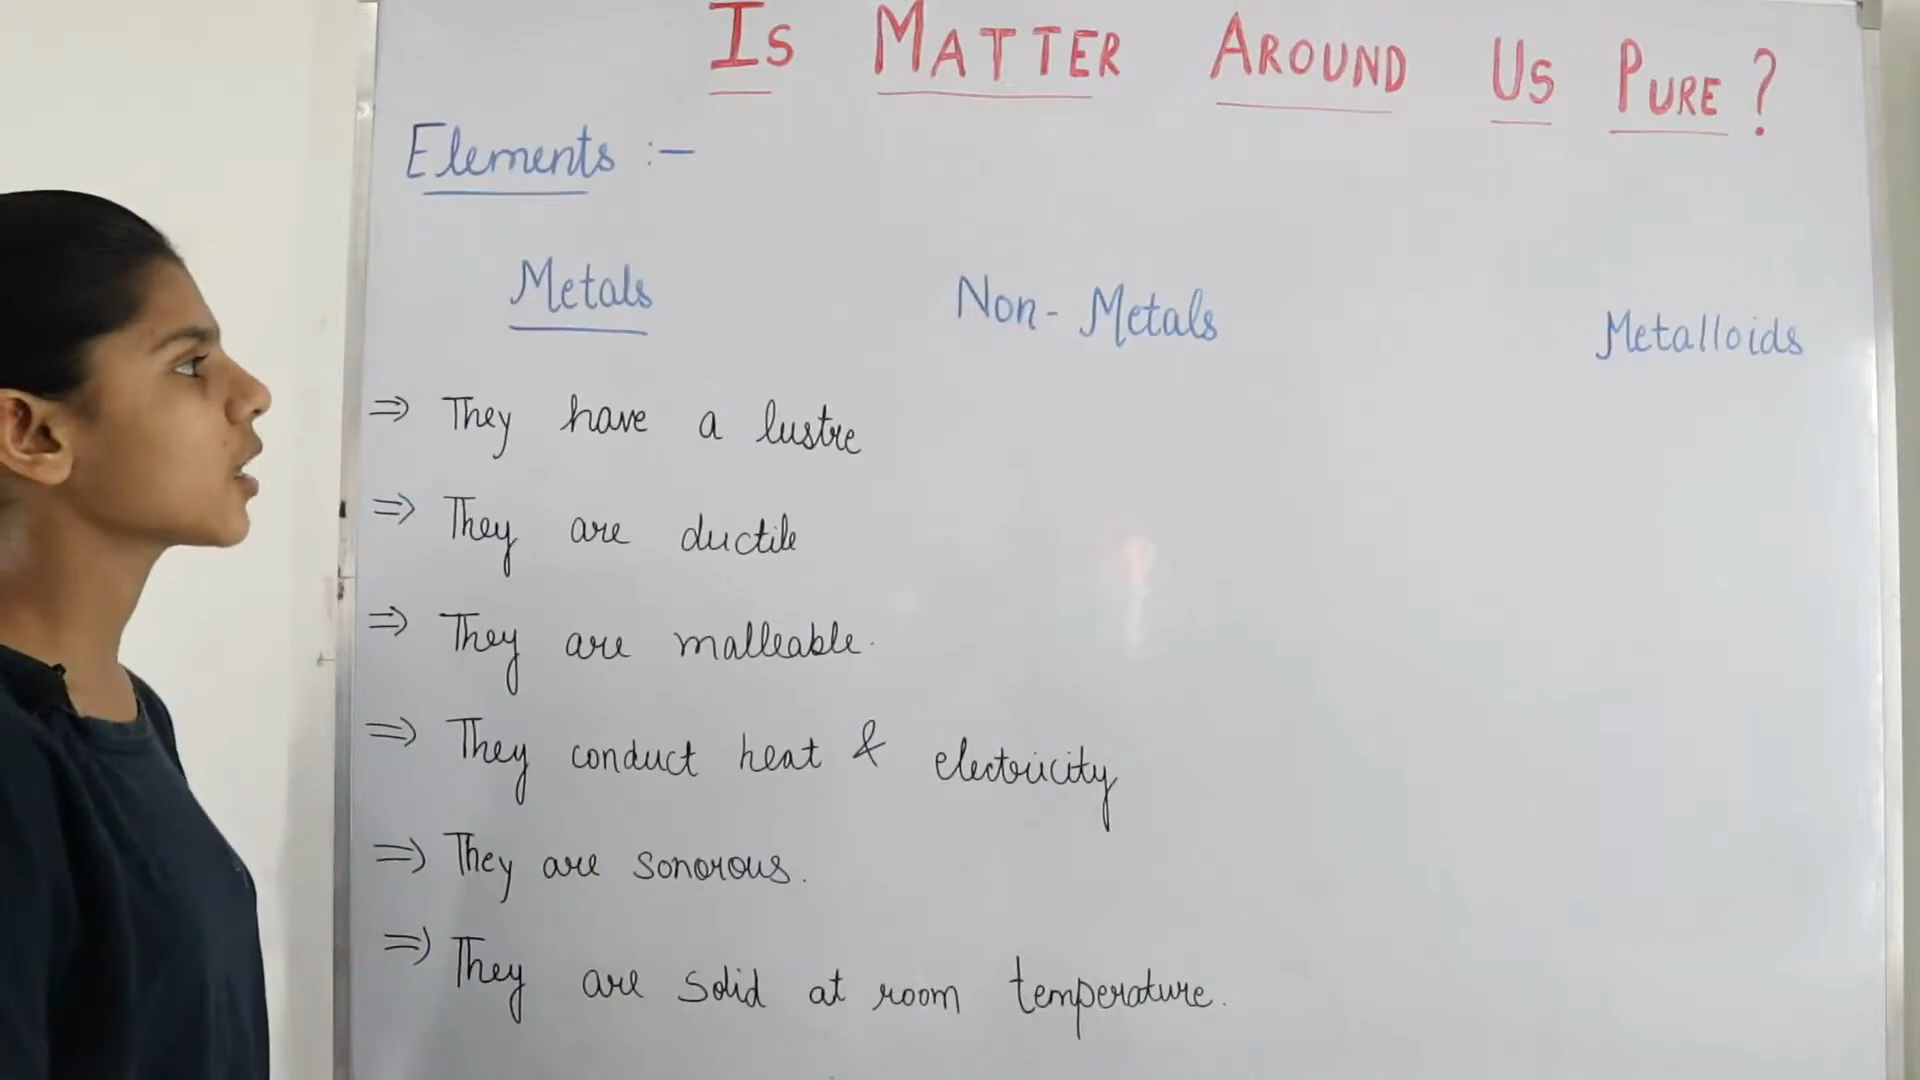 IS MATTER AROUND US PURE ?
Elements :-
Metals Non-Metals Metalloids
⇒ They have a lustre
⇒ They are ductile
⇒ They are malleable.
⇒ They conduct heat & electricity
⇒ They are sonorous.
⇒ They are solid at room temperature.